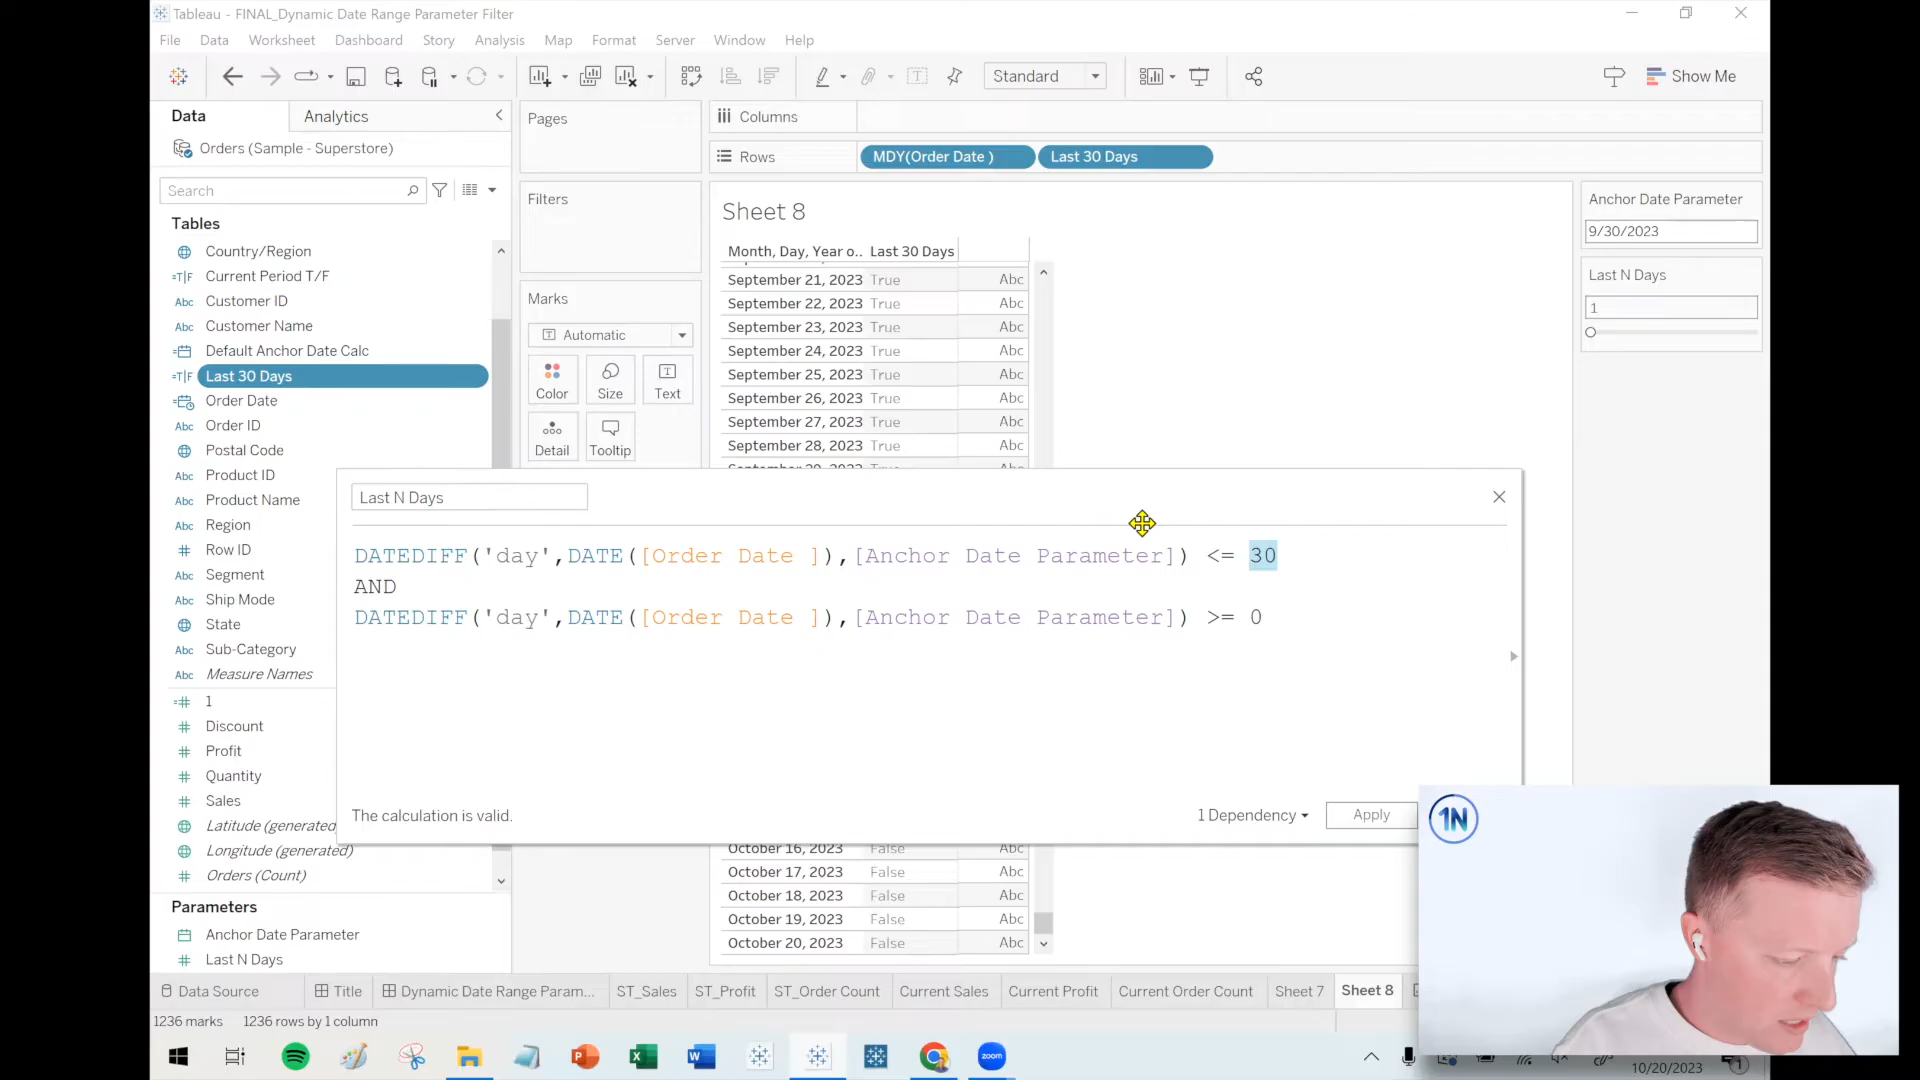 Tableau - FINAL_Dynamic Date Range Parameter Filter
File Data Worksheet Dashboard Story Analysis Map Format Server Window Help
Standard
Show Me
Data
Analytics
Orders (Sample - Superstore)
Search
Tables
Country/Region
=T|F Current Period T/F
Abc Customer ID
Abc Customer Name
Default Anchor Date Calc
=T|F Last 30 Days
Order Date
Abc Order ID
Postal Code
Abc Product ID
Abc Product Name
Abc Region
# Row ID
Abc Segment
Abc Ship Mode
State
Abc Sub-Category
Abc Measure Names
=# 1
# Discount
# Profit
# Quantity
# Sales
Latitude (generated
Longitude (generated)
# Orders (Count)
Parameters
Anchor Date Parameter
# Last N Days
Pages
Filters
Marks
Automatic
Color Size Text
Detail Tooltip
Columns
Rows
MDY(Order Date )
Last 30 Days
Sheet 8
Month, Day, Year o.. Last 30 Days
September 21, 2023 True Abc
September 22, 2023 True Abc
September 23, 2023 True Abc
September 24, 2023 True Abc
September 25, 2023 True Abc
September 26, 2023 True Abc
September 27, 2023 True Abc
September 28, 2023 True Abc
Anchor Date Parameter
9/30/2023
Last N Days
1
Last N Days
DATEDIFF('day',DATE([Order Date ]),[Anchor Date Parameter]) <= 30
AND
DATEDIFF('day',DATE([Order Date ]),[Anchor Date Parameter]) >= 0
The calculation is valid.
1 Dependency
Apply
October 16, 2023 False Abc
October 17, 2023 False Abc
October 18, 2023 False Abc
October 19, 2023 False Abc
October 20, 2023 False Abc
1N
Data Source Title Dynamic Date Range Param... ST_Sales ST_Profit ST_Order Count Current Sales Current Profit Current Order Count Sheet 7 Sheet 8
1236 marks 1236 rows by 1 column
zoom
10/20/2023